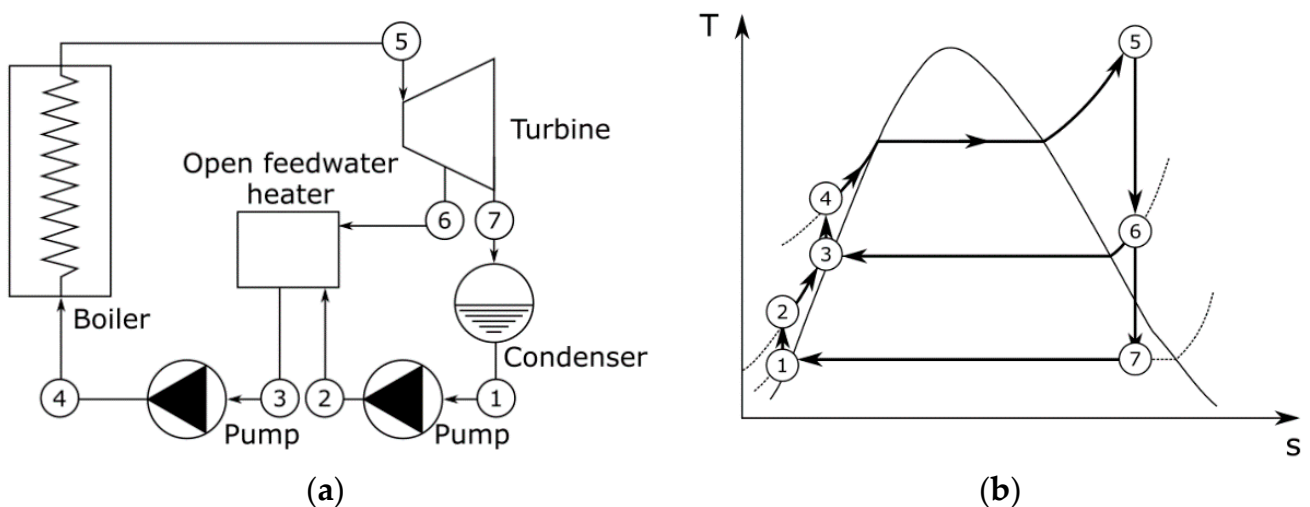 5
Turbine
Open feedwater
heater
6
7
Boiler
Condenser
4
3
2
1
Pump
Pump
(a)
T
5
4
6
3
2
1
7
s
(b)